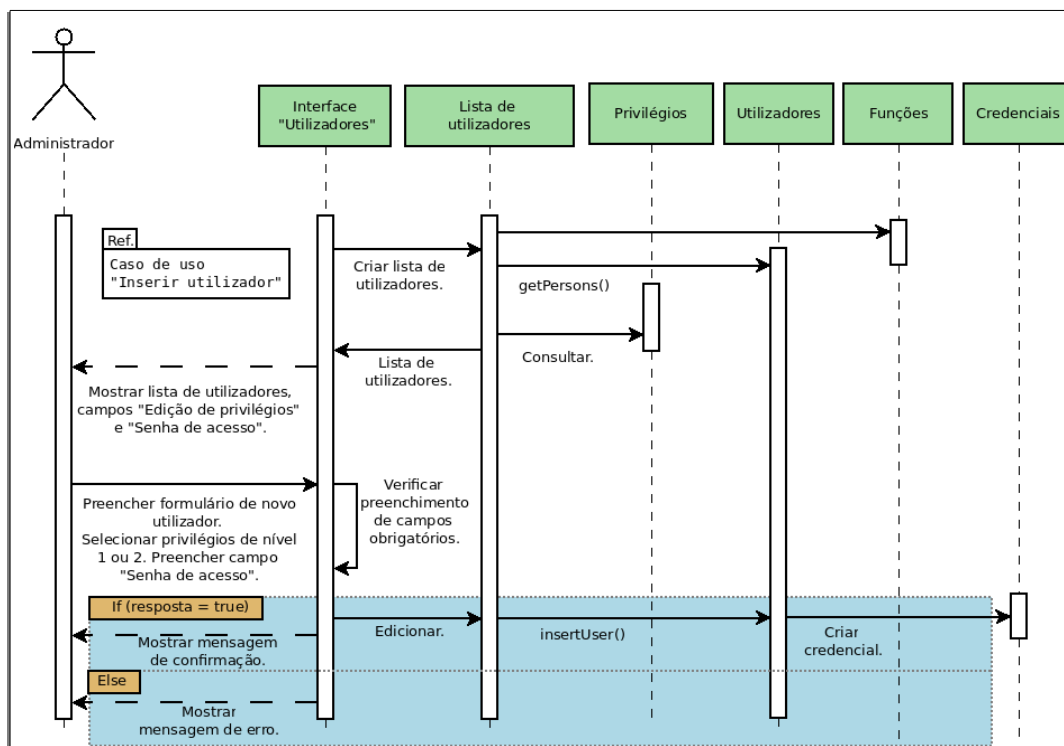 Administrador
Interface
"Utilizadores"
Lista de
utilizadores
Privilégios
Utilizadores
Funções
Credenciais
Ref.
Caso de uso
"Inserir utilizador"
Criar lista de
utilizadores.
getPersons()
Consultar.
Lista de
utilizadores.
Mostrar lista de utilizadores,
campos "Edição de privilégios"
e "Senha de acesso".
Preencher formulário de novo
utilizador.
Selecionar privilégios de nível
1 ou 2. Preencher campo
"Senha de acesso".
Verificar
preenchimento
de campos
obrigatórios.
If (resposta = true)
Mostrar mensagem
de confirmação.
Edicionar.
insertUser()
Criar
credencial.
Else
Mostrar
mensagem de erro.